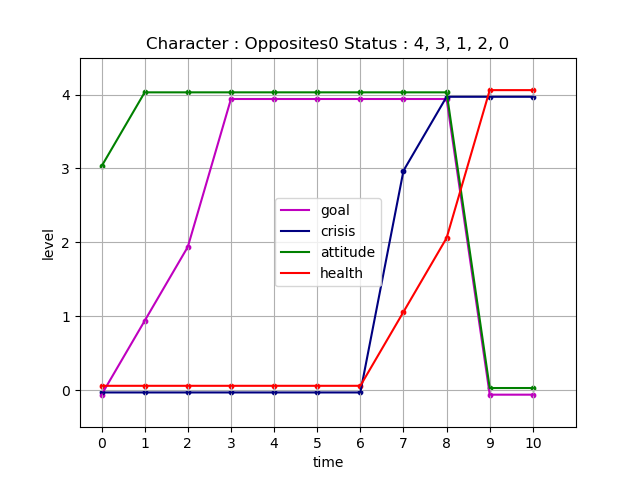 Character : Opposites0 Status : 4, 3, 1, 2, 0
level
4
3
2
1
0
goal
crisis
attitude
health
0 1 2 3 4 5 6 7 8 9 10
time